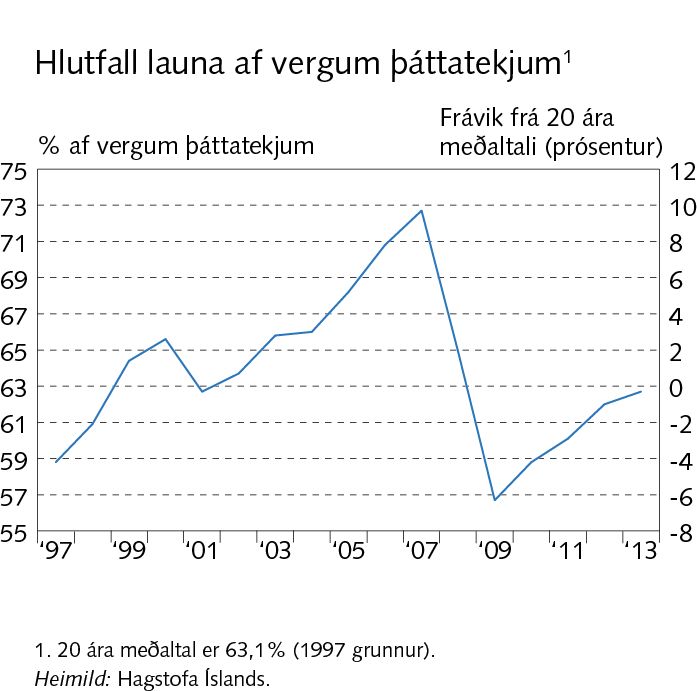 Hlutfall launa af vergum þáttatekjum¹
Frávik frá 20 ára
% af vergum þáttatekjum meðaltali (prósentur)
75 12
73 10
71 8
69 6
67 4
65 2
63 0
61 -2
59 -4
57 -6
55 -8
‘97 ‘99 ‘01 ‘03 ‘05 ‘07 ‘09 ‘11 ‘13
1. 20 ára meðaltal er 63,1% (1997 grunnur).
Heimild: Hagstofa Íslands.